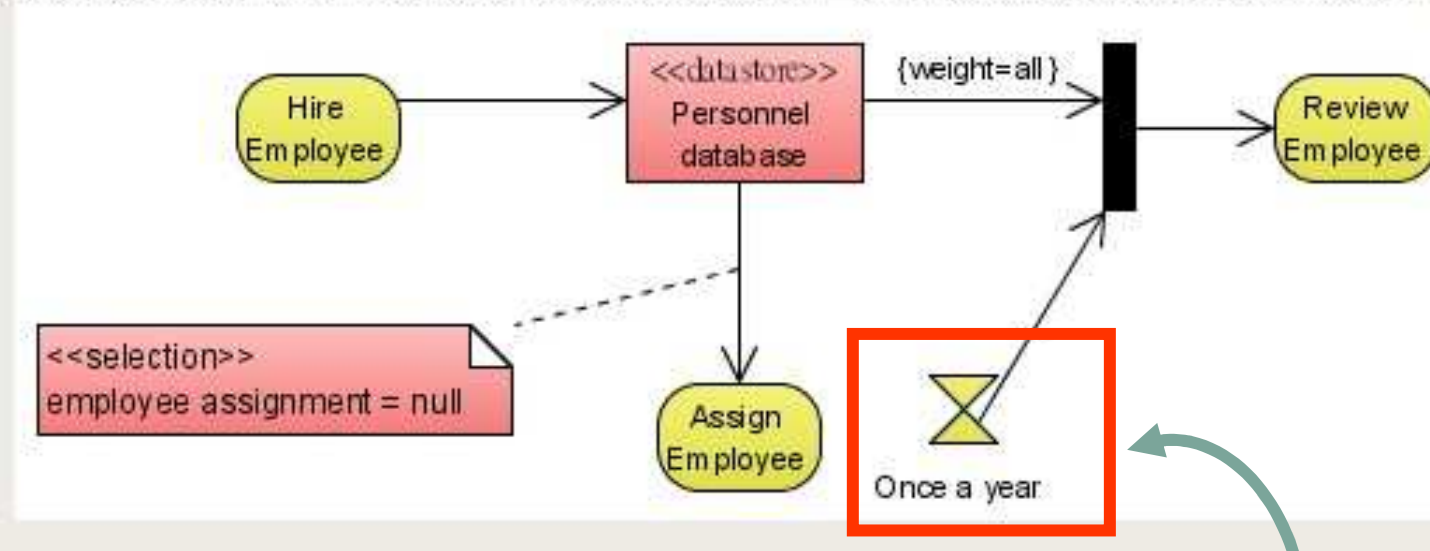 Hire
Employee
<<datastore>>
Personnel
database
{weight=all}
Review
Employee
<<selection>>
employee assignment = null
Assign
Employee
Once a year